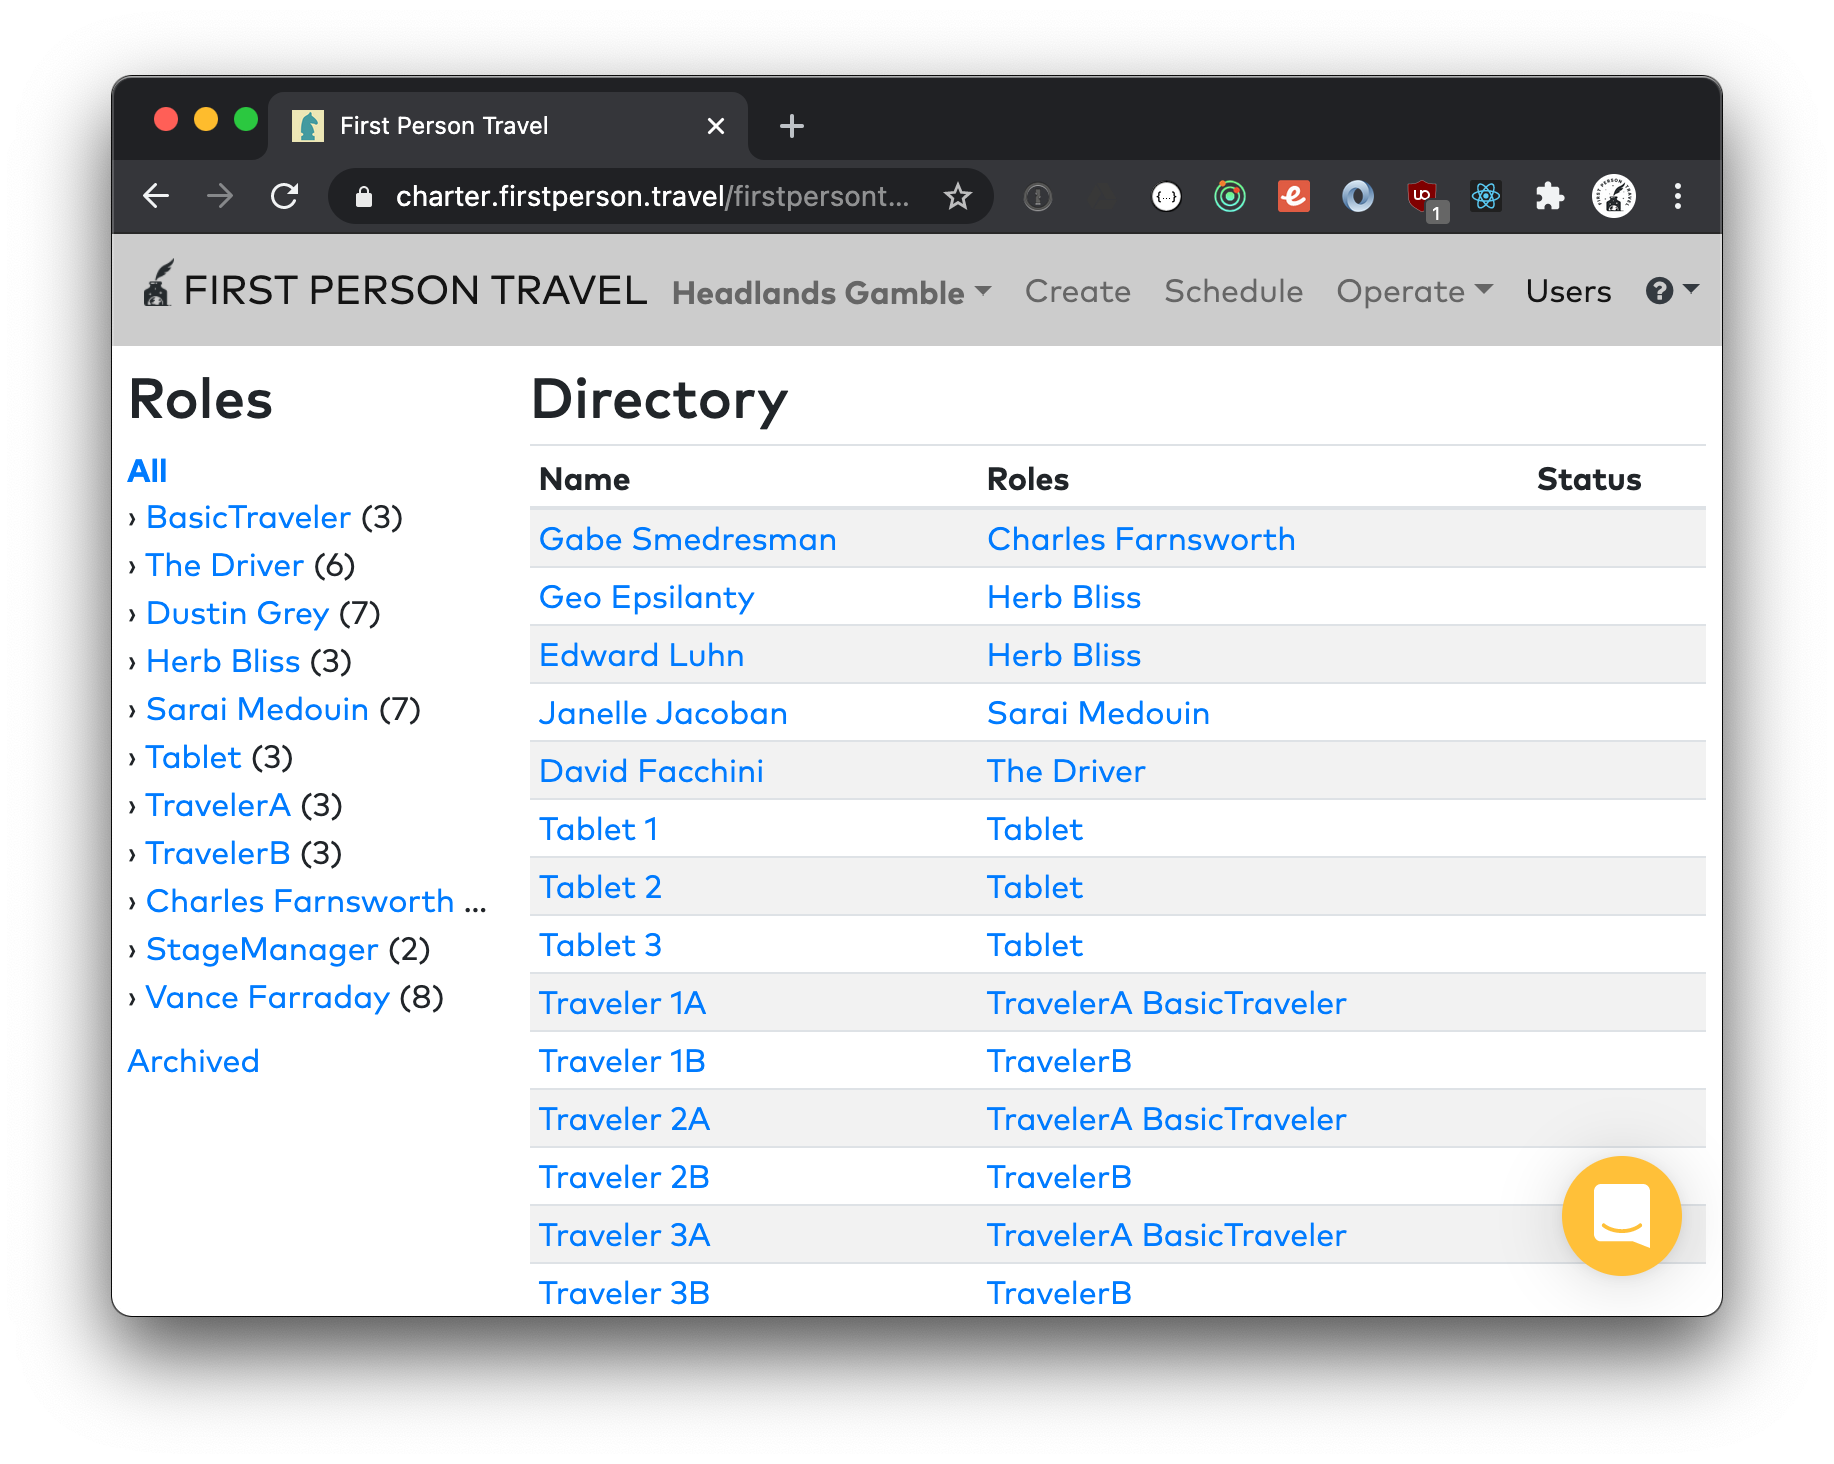 First Person Travel
charter.firstperson.travel/firstpersont...
1
FIRST PERSON TRAVEL Headlands Gamble Create Schedule Operate Users ?
Roles
All
› BasicTraveler (3)
› The Driver (6)
› Dustin Grey (7)
› Herb Bliss (3)
› Sarai Medouin (7)
› Tablet (3)
› TravelerA (3)
› TravelerB (3)
› Charles Farnsworth ...
› StageManager (2)
› Vance Farraday (8)
Archived
Directory
Name Roles Status
Gabe Smedresman Charles Farnsworth
Geo Epsilanty Herb Bliss
Edward Luhn Herb Bliss
Janelle Jacoban Sarai Medouin
David Facchini The Driver
Tablet 1 Tablet
Tablet 2 Tablet
Tablet 3 Tablet
Traveler 1A TravelerA BasicTraveler
Traveler 1B TravelerB
Traveler 2A TravelerA BasicTraveler
Traveler 2B TravelerB
Traveler 3A TravelerA BasicTraveler
Traveler 3B TravelerB